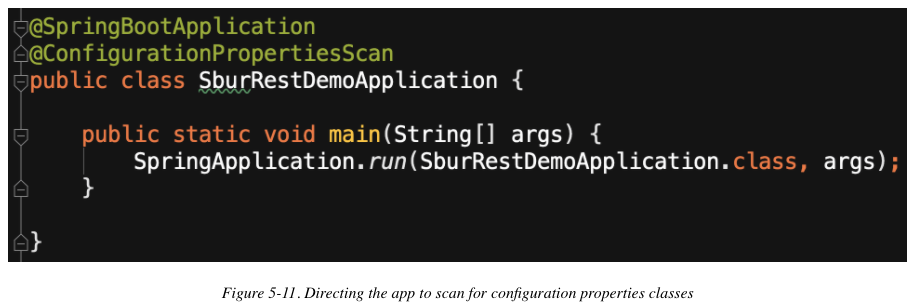 @SpringBootApplication
@ConfigurationPropertiesScan
public class SburRestDemoApplication {
public static void main(String[] args) {
SpringApplication.run(SburRestDemoApplication.class, args);
}
}
Figure 5-11. Directing the app to scan for configuration properties classes